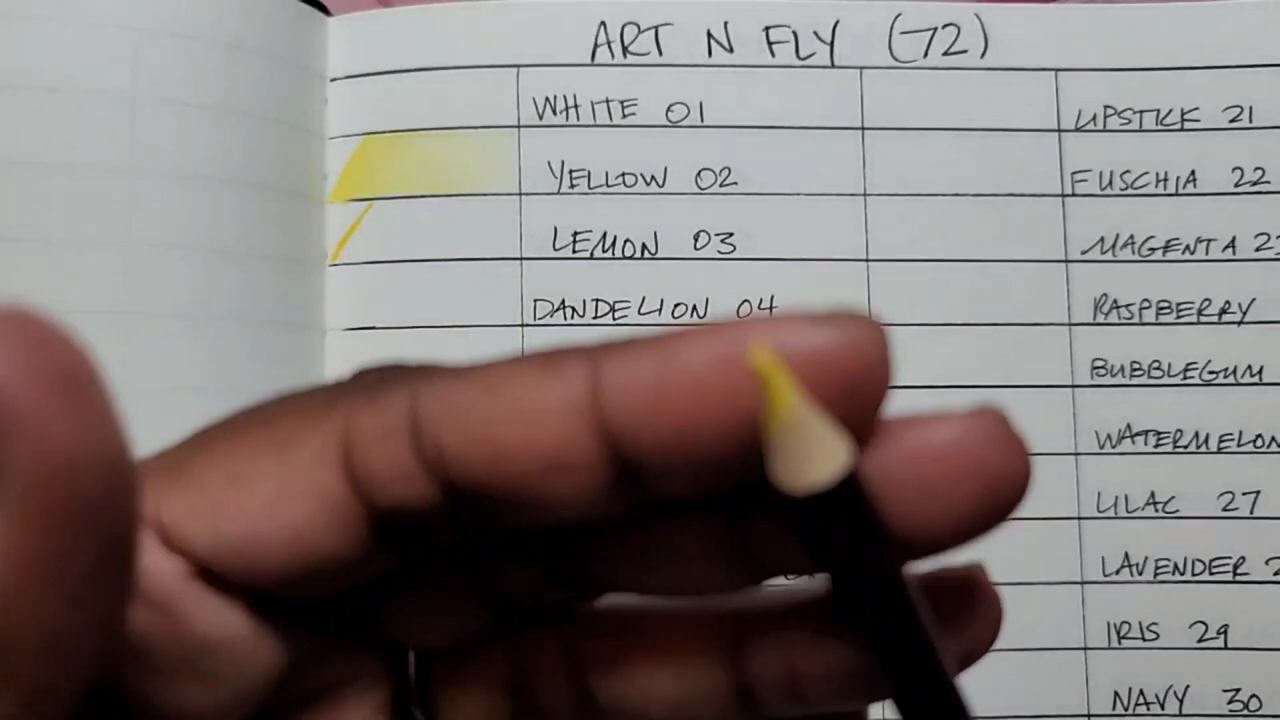 ART N FLY (72)
WHITE 01
YELLOW 02
LEMON 03
DANDELION 04
LIPSTICK 21
FUSCHIA 22
MAGENTA
RASPBERRY
BUBBLEGUM
WATERMELON
LILAC 27
LAVENDER
IRIS 29
NAVY 30